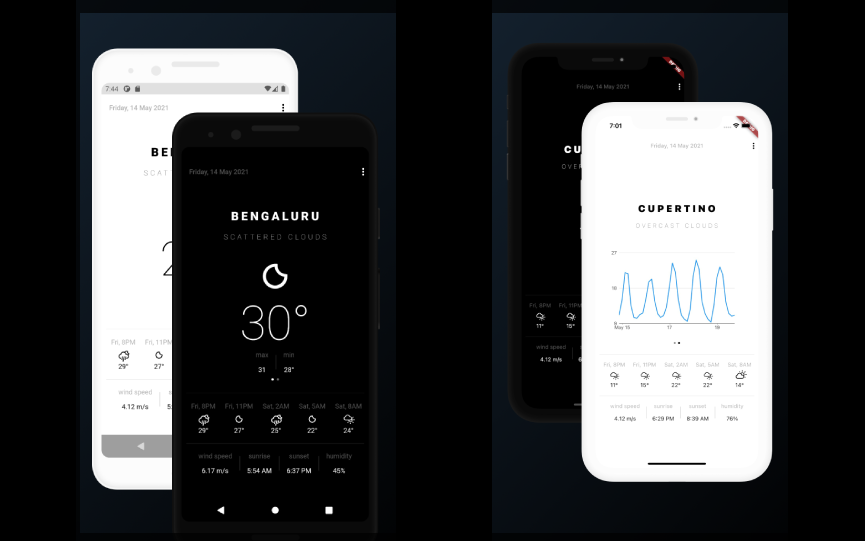 7:44
Friday, 14 May 2021
Fri, 8PM Fri, 11PM
29° 27°
wind speed
4.12 m/s
Friday, 14 May 2021
BENGALURU
SCATTERED CLOUDS
30°
max min
31 28°
Fri, 8PM Fri, 11PM Sat, 2AM Sat, 5AM Sat, 8AM
29° 27° 25° 22° 24°
wind speed sunrise sunset humidity
6.17 m/s 5:54 AM 6:37 PM 45%
Friday, 14 May 2021
Fri, 8PM Fri, 11PM
11° 15°
wind speed
4.12 m/s
7:01
Friday, 14 May 2021
CUPERTINO
OVERCAST CLOUDS
27
18
May 15 17 19
Fri, 8PM Fri, 11PM Sat, 2AM Sat, 5AM Sat, 8AM
11° 15° 22° 22° 14°
wind speed sunrise sunset humidity
4.12 m/s 6:29 PM 8:39 AM 76%